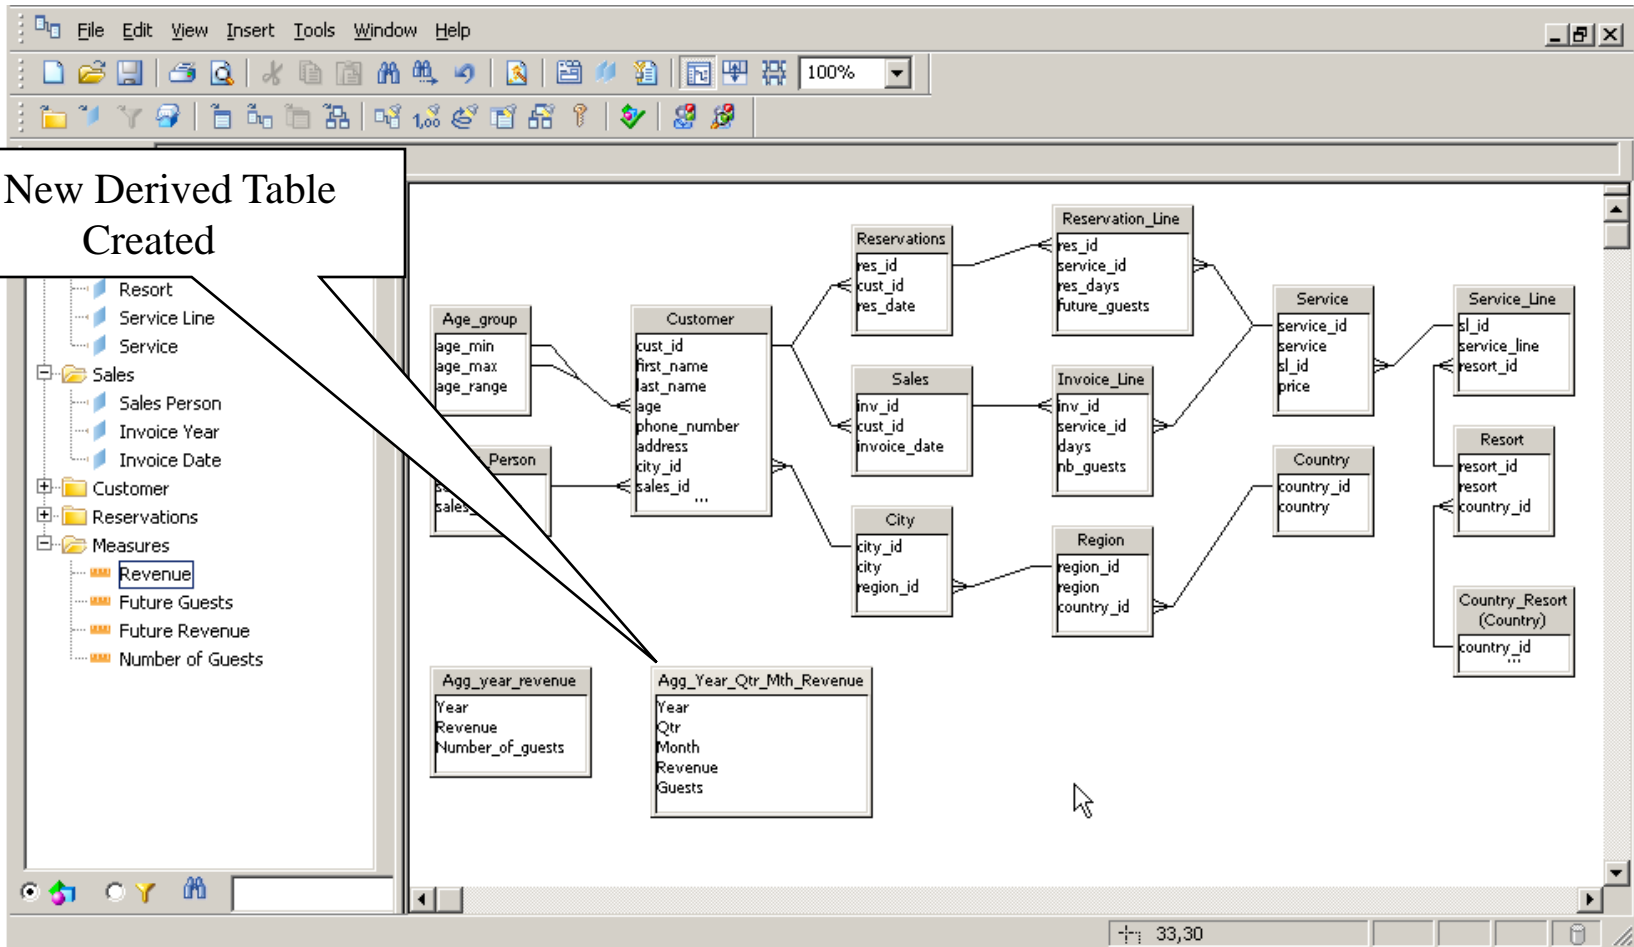 File Edit View Insert Tools Window Help
100%
New Derived Table
Created
Resort
Service Line
Service
Sales
Sales Person
Invoice Year
Invoice Date
Customer
Reservations
Measures
Revenue
Future Guests
Future Revenue
Number of Guests
Age_group
age_min
age_max
age_range
Person
sales_
Customer
cust_id
first_name
last_name
age
phone_number
address
city_id
sales_id
...
Reservations
res_id
cust_id
res_date
Sales
inv_id
cust_id
invoice_date
City
city_id
city
region_id
Reservation_Line
res_id
service_id
res_days
future_guests
Invoice_Line
inv_id
service_id
days
nb_guests
Region
region_id
region
country_id
Service
service_id
service
sl_id
price
Country
country_id
country
Service_Line
sl_id
service_line
resort_id
Resort
resort_id
resort
country_id
Country_Resort
(Country)
country_id
...
Agg_year_revenue
Year
Revenue
Number_of_guests
Agg_Year_Qtr_Mth_Revenue
Year
Qtr
Month
Revenue
Guests
33,30